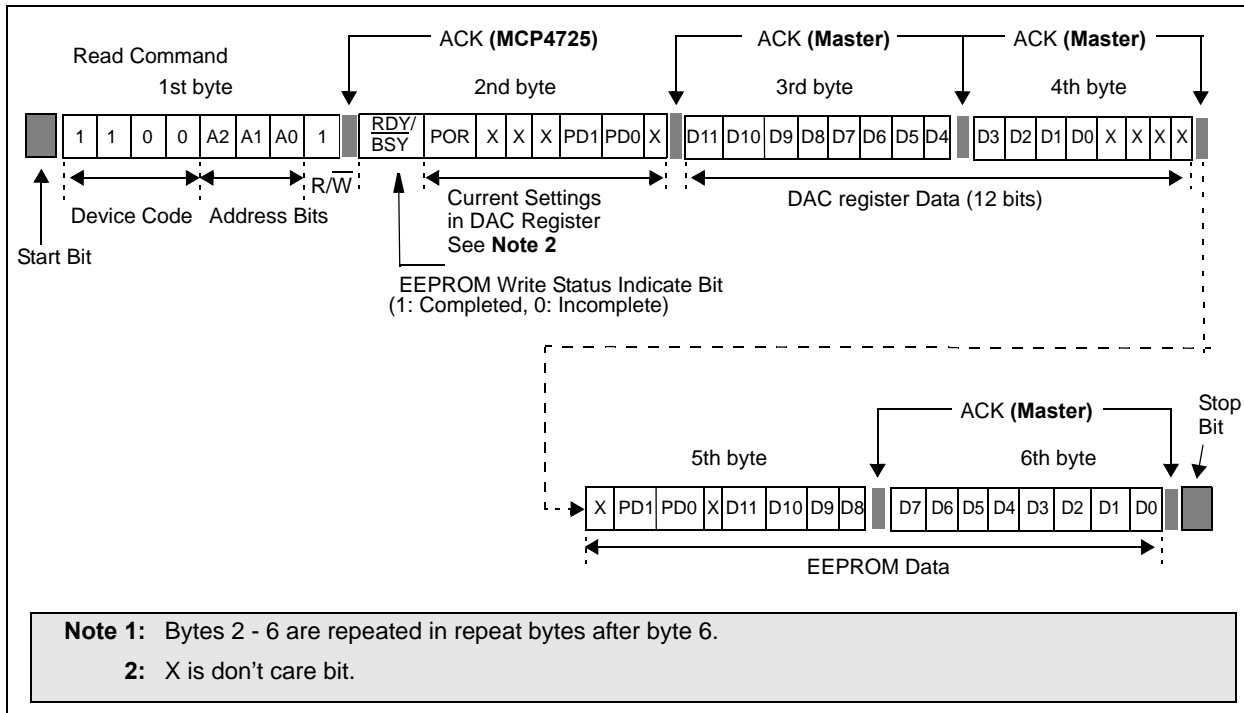 ACK (MCP4725) ACK (Master) ACK (Master)
Read Command
1st byte 2nd byte 3rd byte 4th byte
1 1 0 0 A2 A1 A0 1 RDY/BSY POR X X X PD1 PD0 X D11 D10 D9 D8 D7 D6 D5 D4 D3 D2 D1 D0 X X X X
R/W
Device Code Address Bits
Start Bit
Current Settings
in DAC Register
See Note 2
DAC register Data (12 bits)
EEPROM Write Status Indicate Bit
(1: Completed, 0: Incomplete)
ACK (Master)
Stop
Bit
5th byte 6th byte
X PD1 PD0 X D11 D10 D9 D8 D7 D6 D5 D4 D3 D2 D1 D0
EEPROM Data
Note 1: Bytes 2 - 6 are repeated in repeat bytes after byte 6.
2: X is don't care bit.